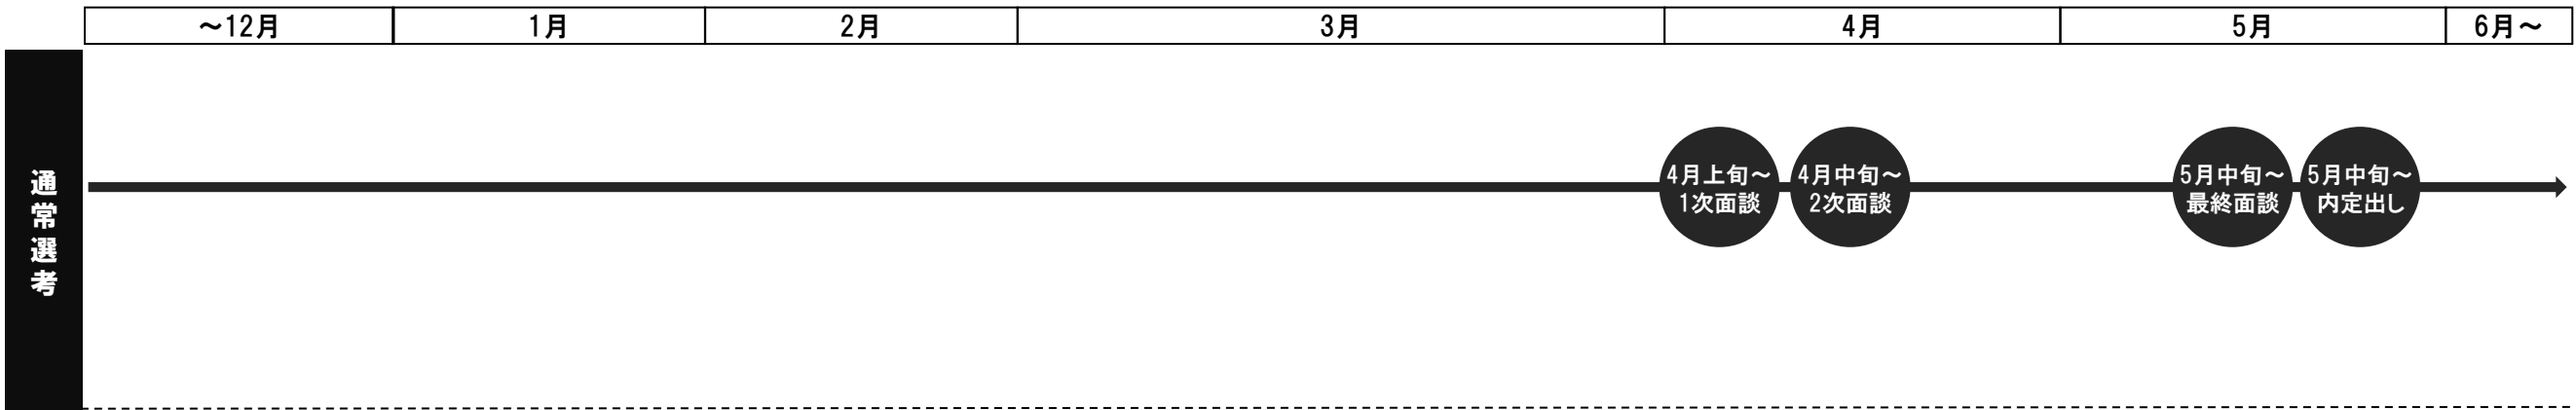 ～12月
1月
2月
3月
4月
5月
6月～
通常選考
4月上旬～
1次面談
4月中旬～
2次面談
5月中旬～
最終面談
5月中旬～
内定出し